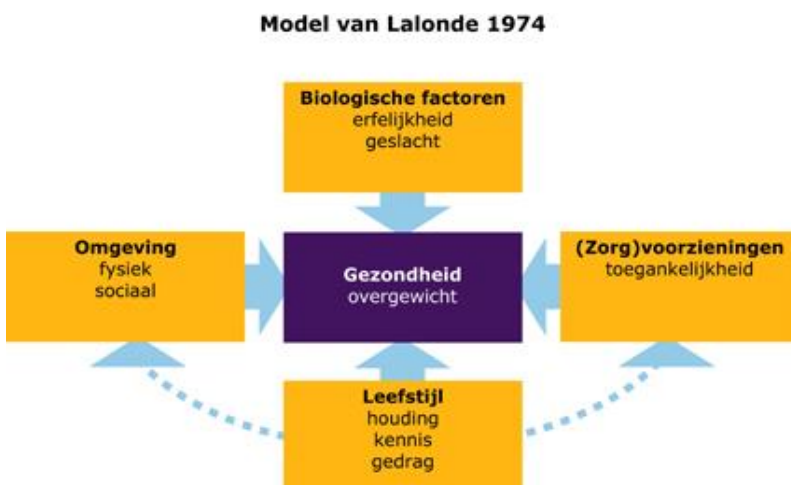 Model van Lalonde 1974
Biologische factoren
erfelijkheid
geslacht
Omgeving
fysiek
sociaal
Gezondheid
overgewicht
(Zorg)voorzieningen
toegankelijkheid
Leefstijl
houding
kennis
gedrag